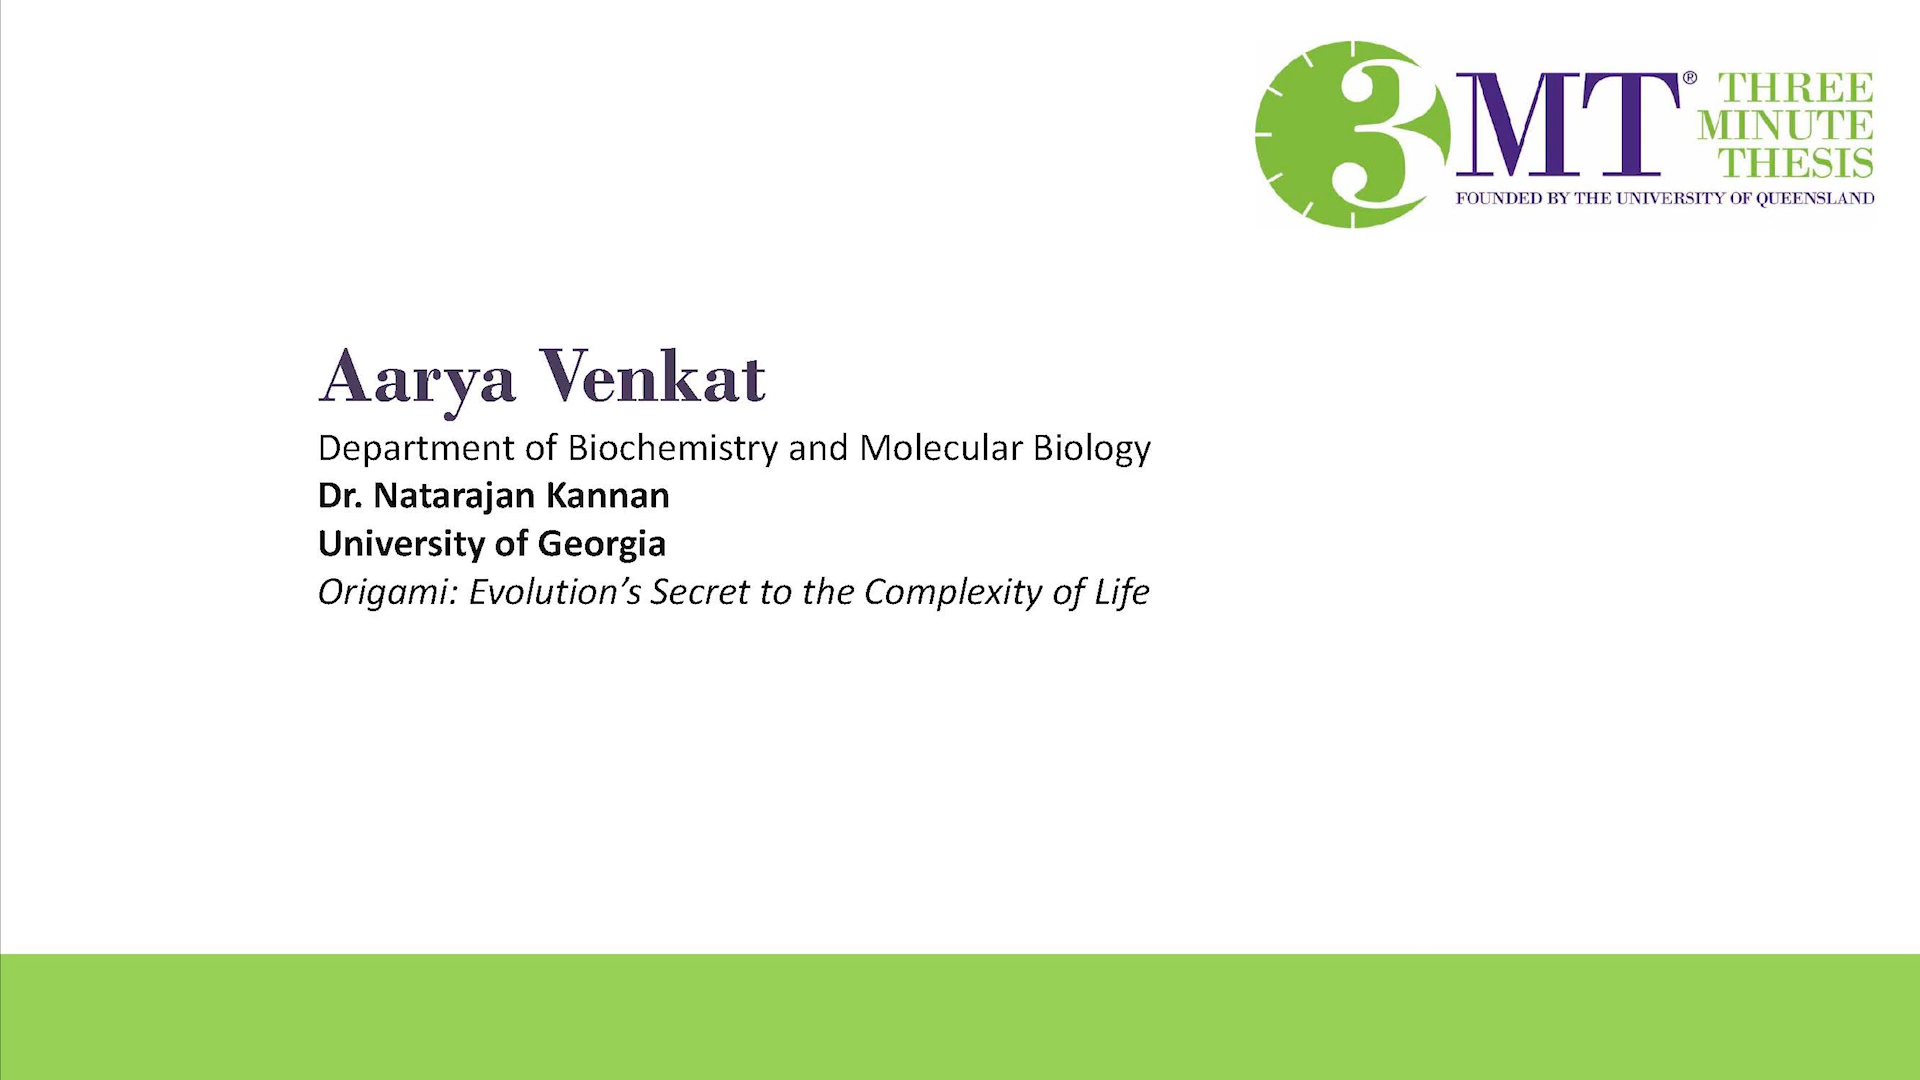 3MT® THREE
MINUTE
THESIS
FOUNDED BY THE UNIVERSITY OF QUEENSLAND
Aarya Venkat
Department of Biochemistry and Molecular Biology
Dr. Natarajan Kannan
University of Georgia
Origami: Evolution’s Secret to the Complexity of Life